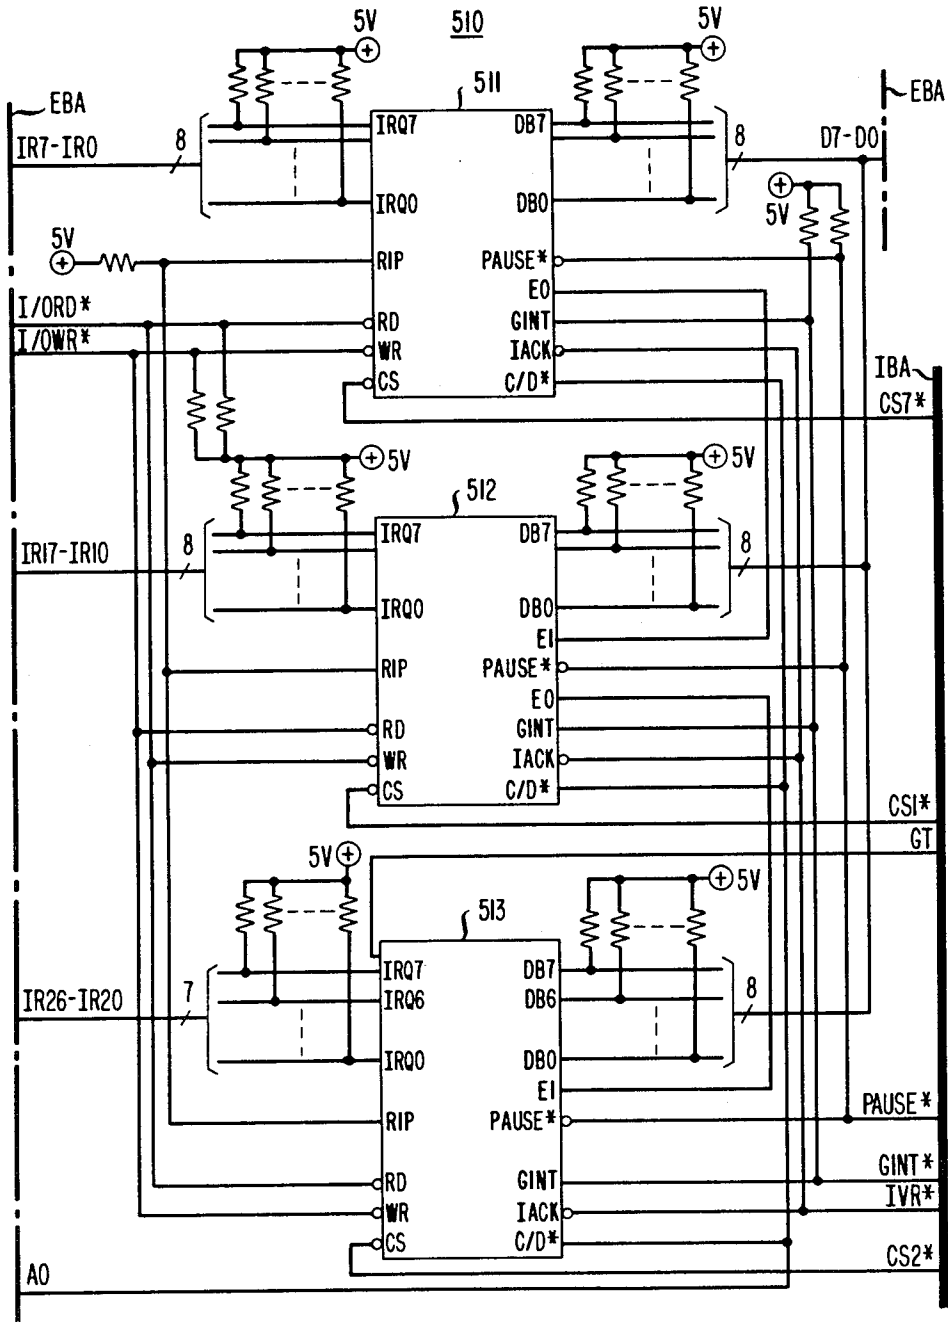 5V 510 5V
511
EBA EBA
IR7-IR0 8 IRQ7 DB7 8 D7-D0
IRQ0 DB0
5V
5V
RIP PAUSE*
E0
I/ORD* RD GINT
I/OWR* WR IACK
CS C/D* IBA
CS7*
5V 5V
512
IR17-IR10 8 IRQ7 DB7 8
IRQ0 DB0
EI
RIP PAUSE*
E0
RD GINT
WR IACK
CS C/D*
CS1*
GT
5V 5V
513
IRQ7 DB7
IR26-IR20 7 IRQ6 DB6 8
IRQ0 DB0
EI
RIP PAUSE* PAUSE*
RD GINT GINT*
WR IACK IVR*
CS C/D* CS2*
A0